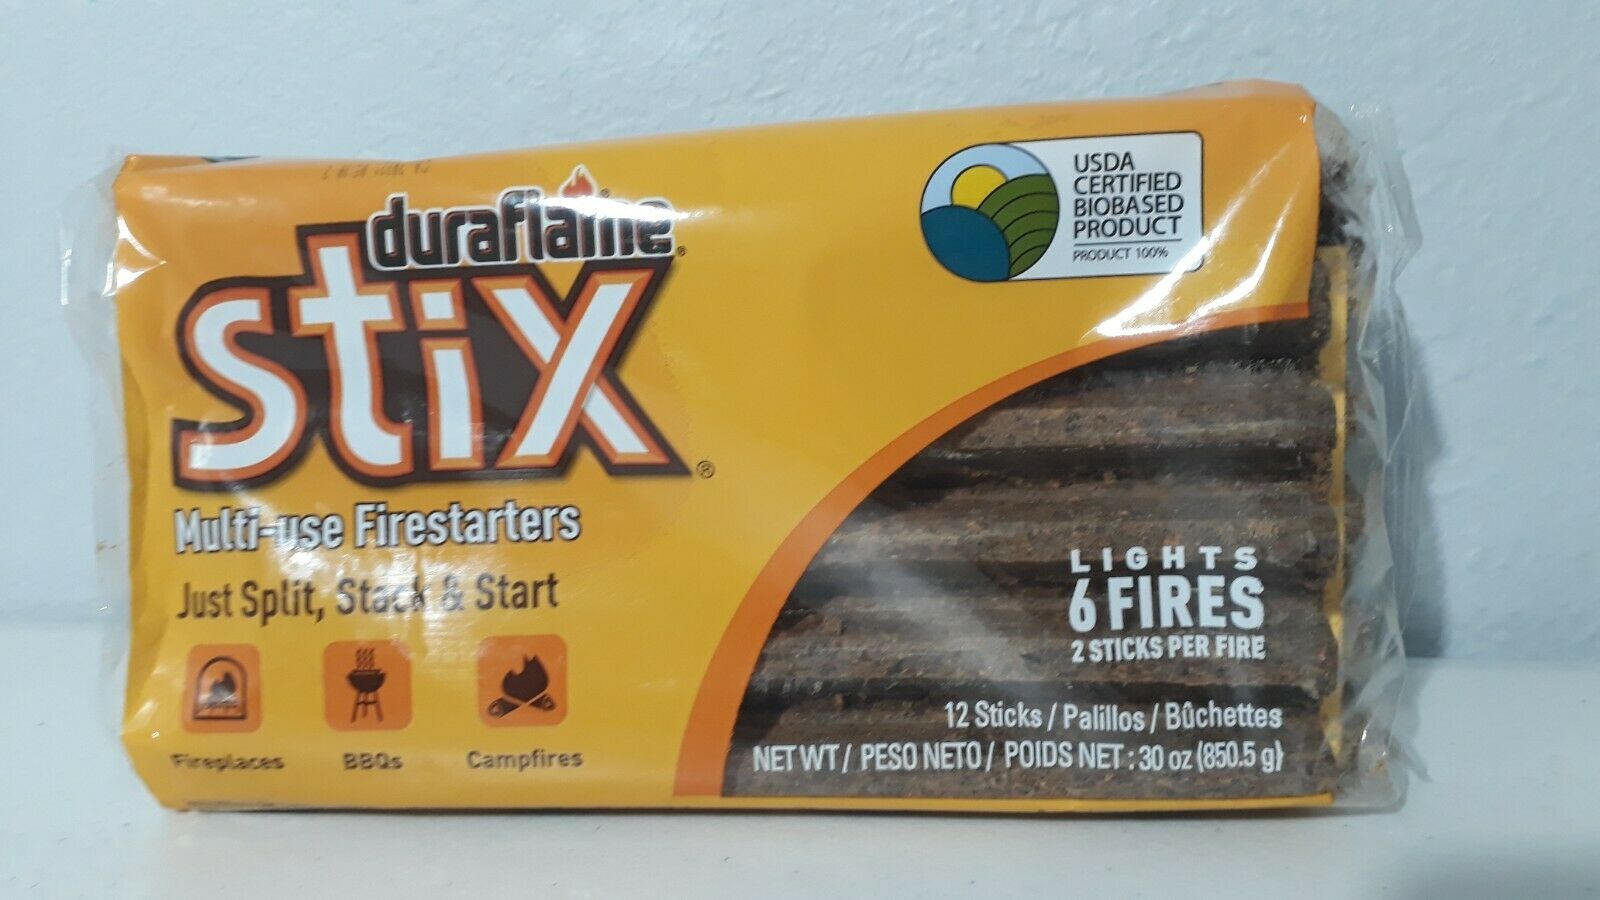 duraflame®
stix®
Multi-use Firestarters
Just Split, Stack & Start
Fireplaces
BBQs
Campfires
USDA
CERTIFIED
BIOBASED
PRODUCT
PRODUCT 100%
LIGHTS
6 FIRES
2 STICKS PER FIRE
12 Sticks / Palillos / Bûchettes
NET WT / PESO NETO / POIDS NET : 30 oz (850.5 g)